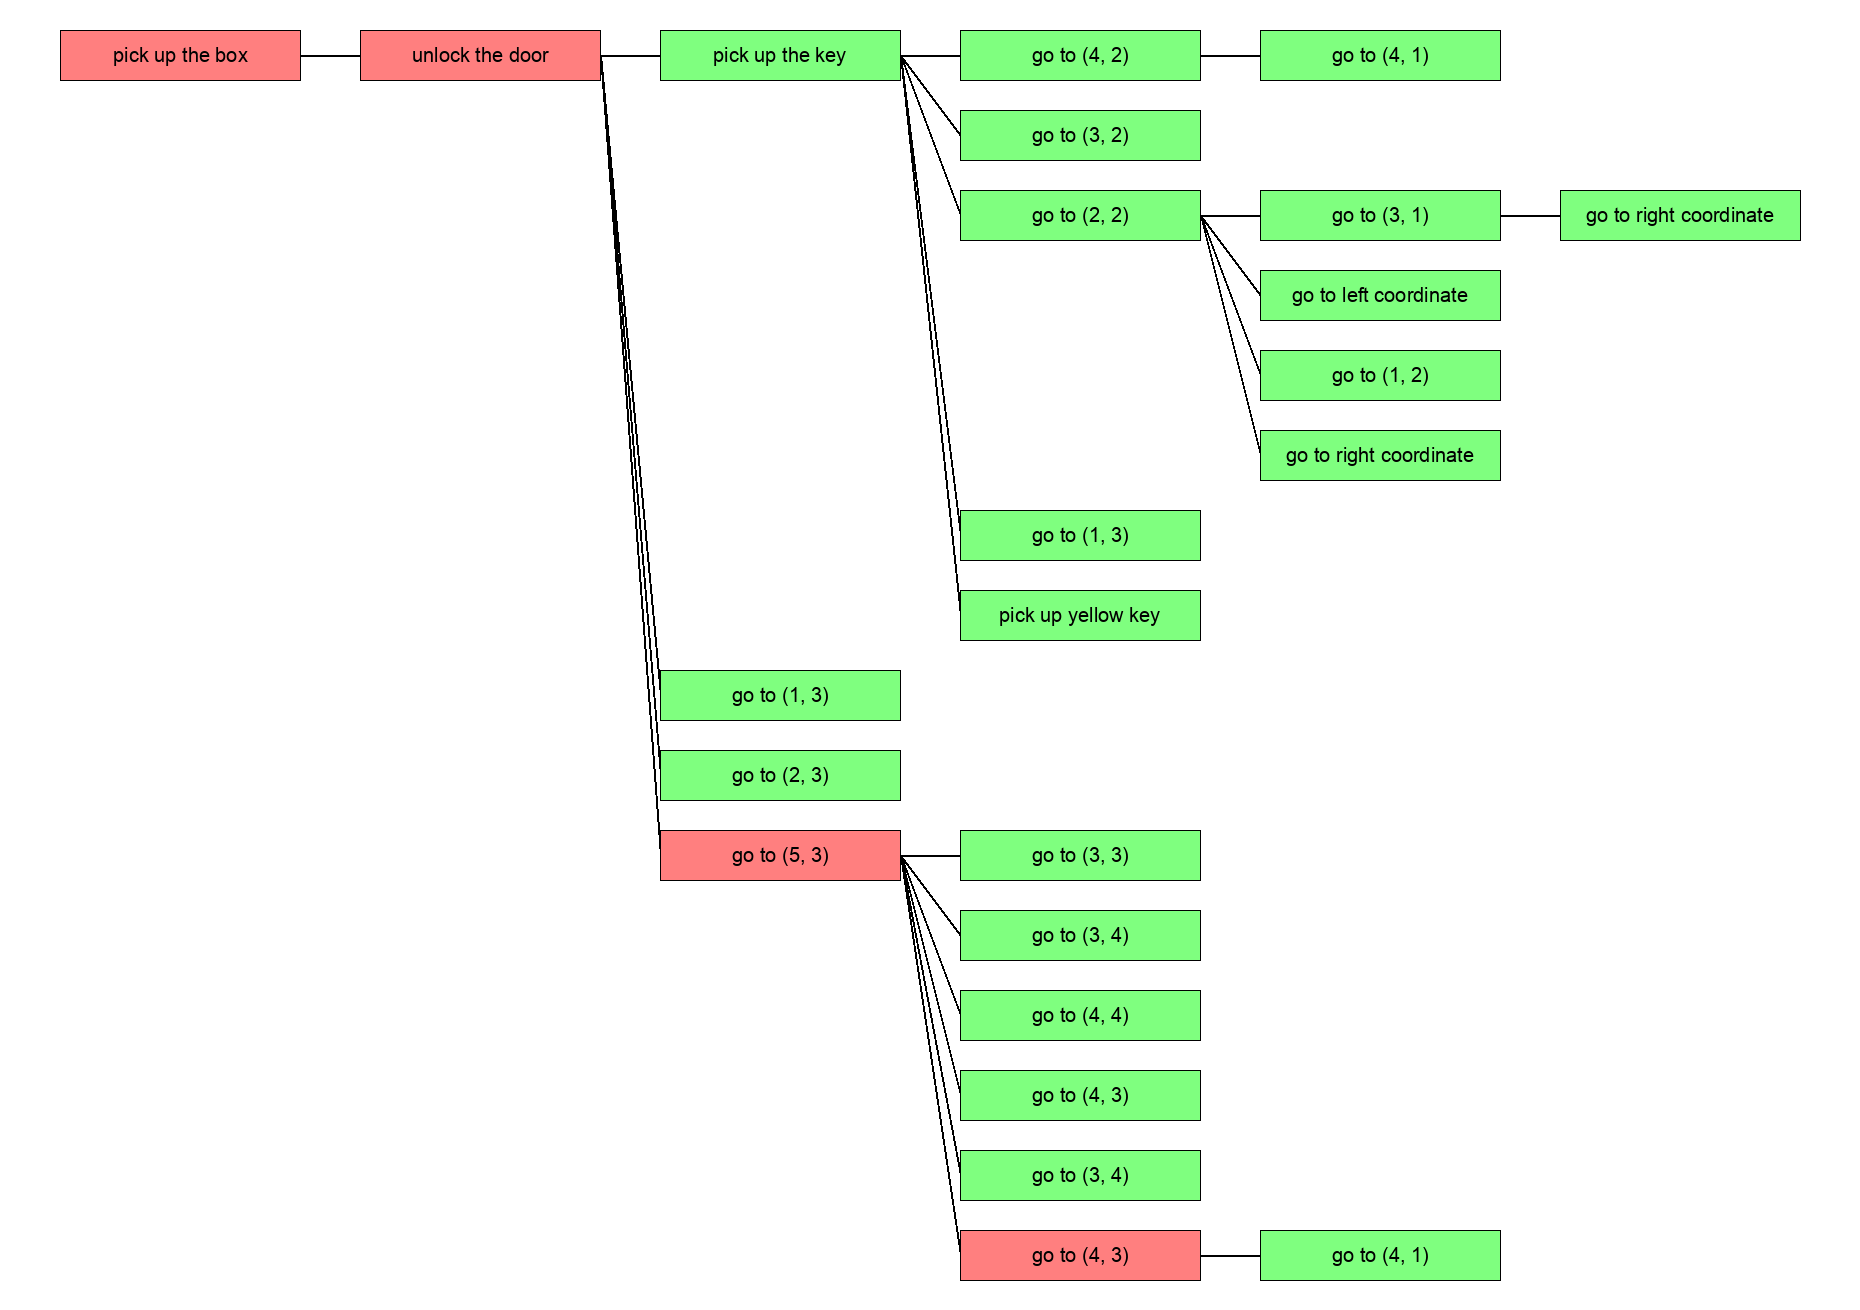 pick up the box
unlock the door
pick up the key
go to (4, 2)
go to (4, 1)
go to (3, 2)
go to (2, 2)
go to (3, 1)
go to right coordinate
go to left coordinate
go to (1, 2)
go to right coordinate
go to (1, 3)
pick up yellow key
go to (1, 3)
go to (2, 3)
go to (5, 3)
go to (3, 3)
go to (3, 4)
go to (4, 4)
go to (4, 3)
go to (3, 4)
go to (4, 3)
go to (4, 1)